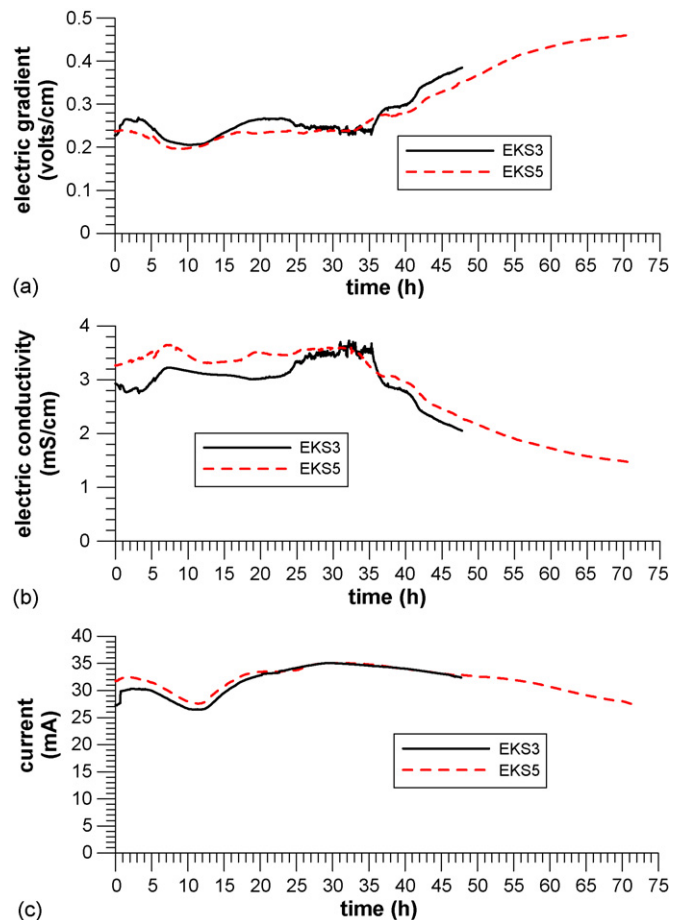 0.5
0.4
0.3
0.2
0.1
0
electric gradient
(volts/cm)
EKS3
EKS5
0 5 10 15 20 25 30 35 40 45 50 55 60 65 70 75
time (h)
(a)
4
3
2
1
0
electric conductivity
(mS/cm)
EKS3
EKS5
0 5 10 15 20 25 30 35 40 45 50 55 60 65 70 75
time (h)
(b)
40
35
30
25
20
15
10
5
0
current
(mA)
EKS3
EKS5
0 5 10 15 20 25 30 35 40 45 50 55 60 65 70 75
time (h)
(c)